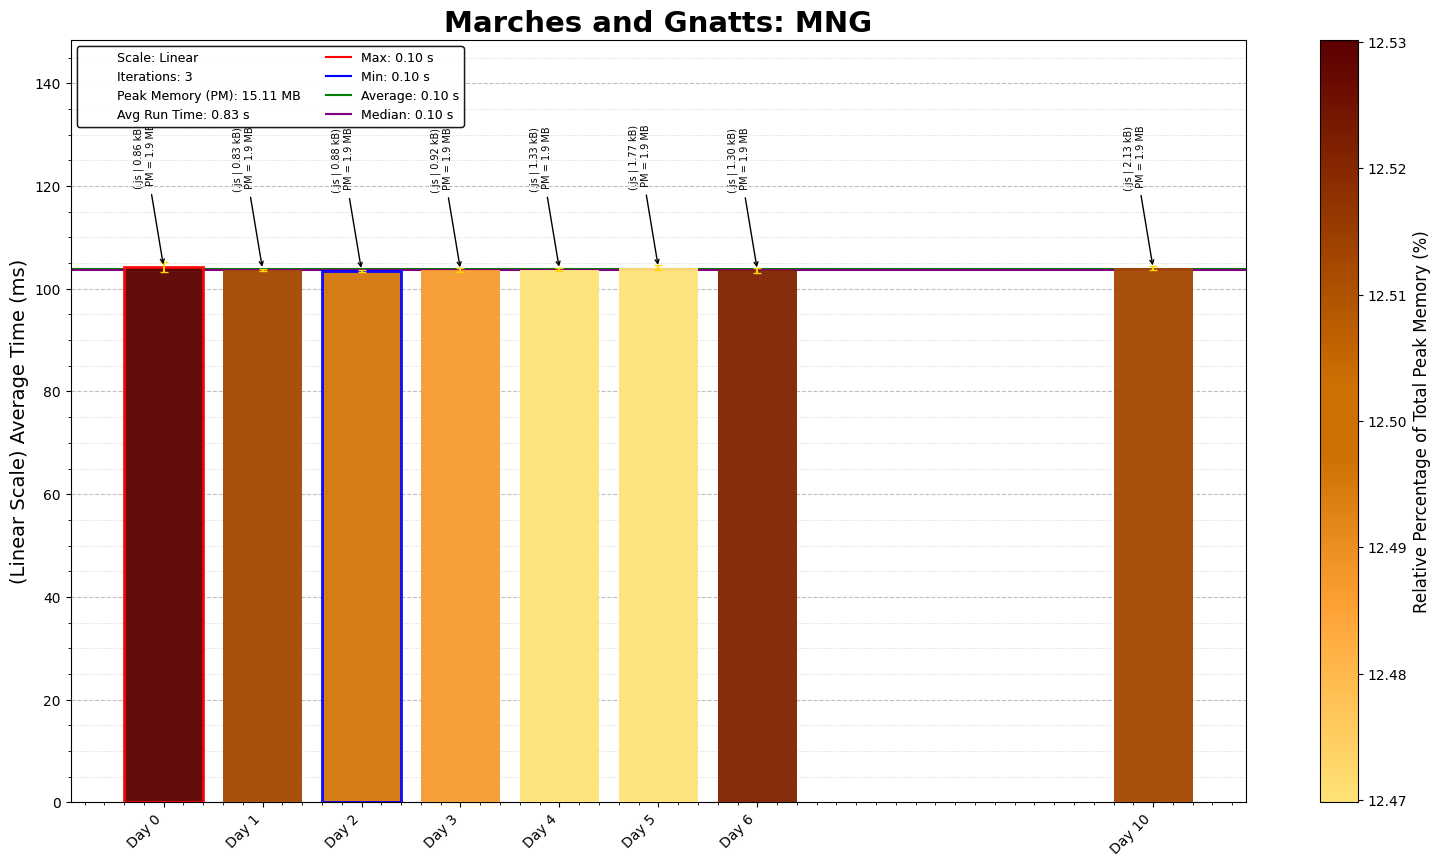 Marches and Gnatts: MNG
Scale: Linear
Iterations: 3
Peak Memory (PM): 15.11 MB
Avg Run Time: 0.83 s
Max: 0.10 s
Min: 0.10 s
Average: 0.10 s
Median: 0.10 s
(Linear Scale) Average Time (ms)
140
120
100
80
60
40
20
0
(.js | 0.86 kB)
PM = 1.9 MB
(.js | 0.83 kB)
PM = 1.9 MB
(.js | 0.88 kB)
PM = 1.9 MB
(.js | 0.92 kB)
PM = 1.9 MB
(.js | 1.33 kB)
PM = 1.9 MB
(.js | 1.77 kB)
PM = 1.9 MB
(.js | 1.30 kB)
PM = 1.9 MB
(.js | 2.13 kB)
PM = 1.9 MB
Day 0
Day 1
Day 2
Day 3
Day 4
Day 5
Day 6
Day 10
12.53
12.52
12.51
12.50
12.49
12.48
12.47
Relative Percentage of Total Peak Memory (%)